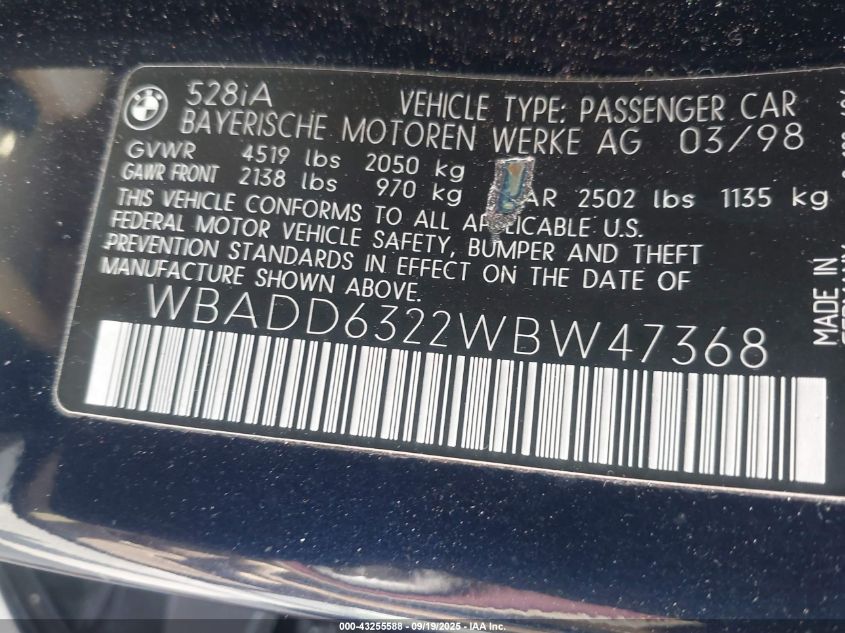 BMW
528iA VEHICLE TYPE: PASSENGER CAR
BAYERISCHE MOTOREN WERKE AG 03/98
GVWR 4519 lbs 2050 kg
GAWR FRONT 2138 lbs 970 kg AR 2502 lbs 1135 kg
THIS VEHICLE CONFORMS TO ALL AP LICABLE U.S.
FEDERAL MOTOR VEHICLE SAFETY, BUMPER AND THEFT
PREVENTION STANDARDS IN EFFECT ON THE DATE OF
MANUFACTURE SHOWN ABOVE.
WBADD6322WBW47368
MADE IN
000-43255588 - 09/19/2025 - IAA Inc.